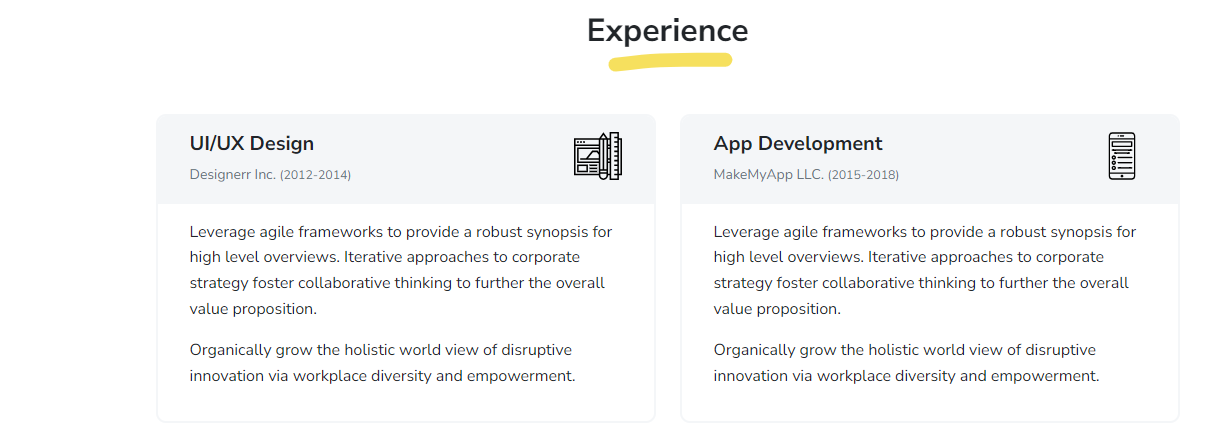 Experience
UI/UX Design
Designerr Inc. (2012-2014)
Leverage agile frameworks to provide a robust synopsis for
high level overviews. Iterative approaches to corporate
strategy foster collaborative thinking to further the overall
value proposition.
Organically grow the holistic world view of disruptive
innovation via workplace diversity and empowerment.
App Development
MakeMyApp LLC. (2015-2018)
Leverage agile frameworks to provide a robust synopsis for
high level overviews. Iterative approaches to corporate
strategy foster collaborative thinking to further the overall
value proposition.
Organically grow the holistic world view of disruptive
innovation via workplace diversity and empowerment.